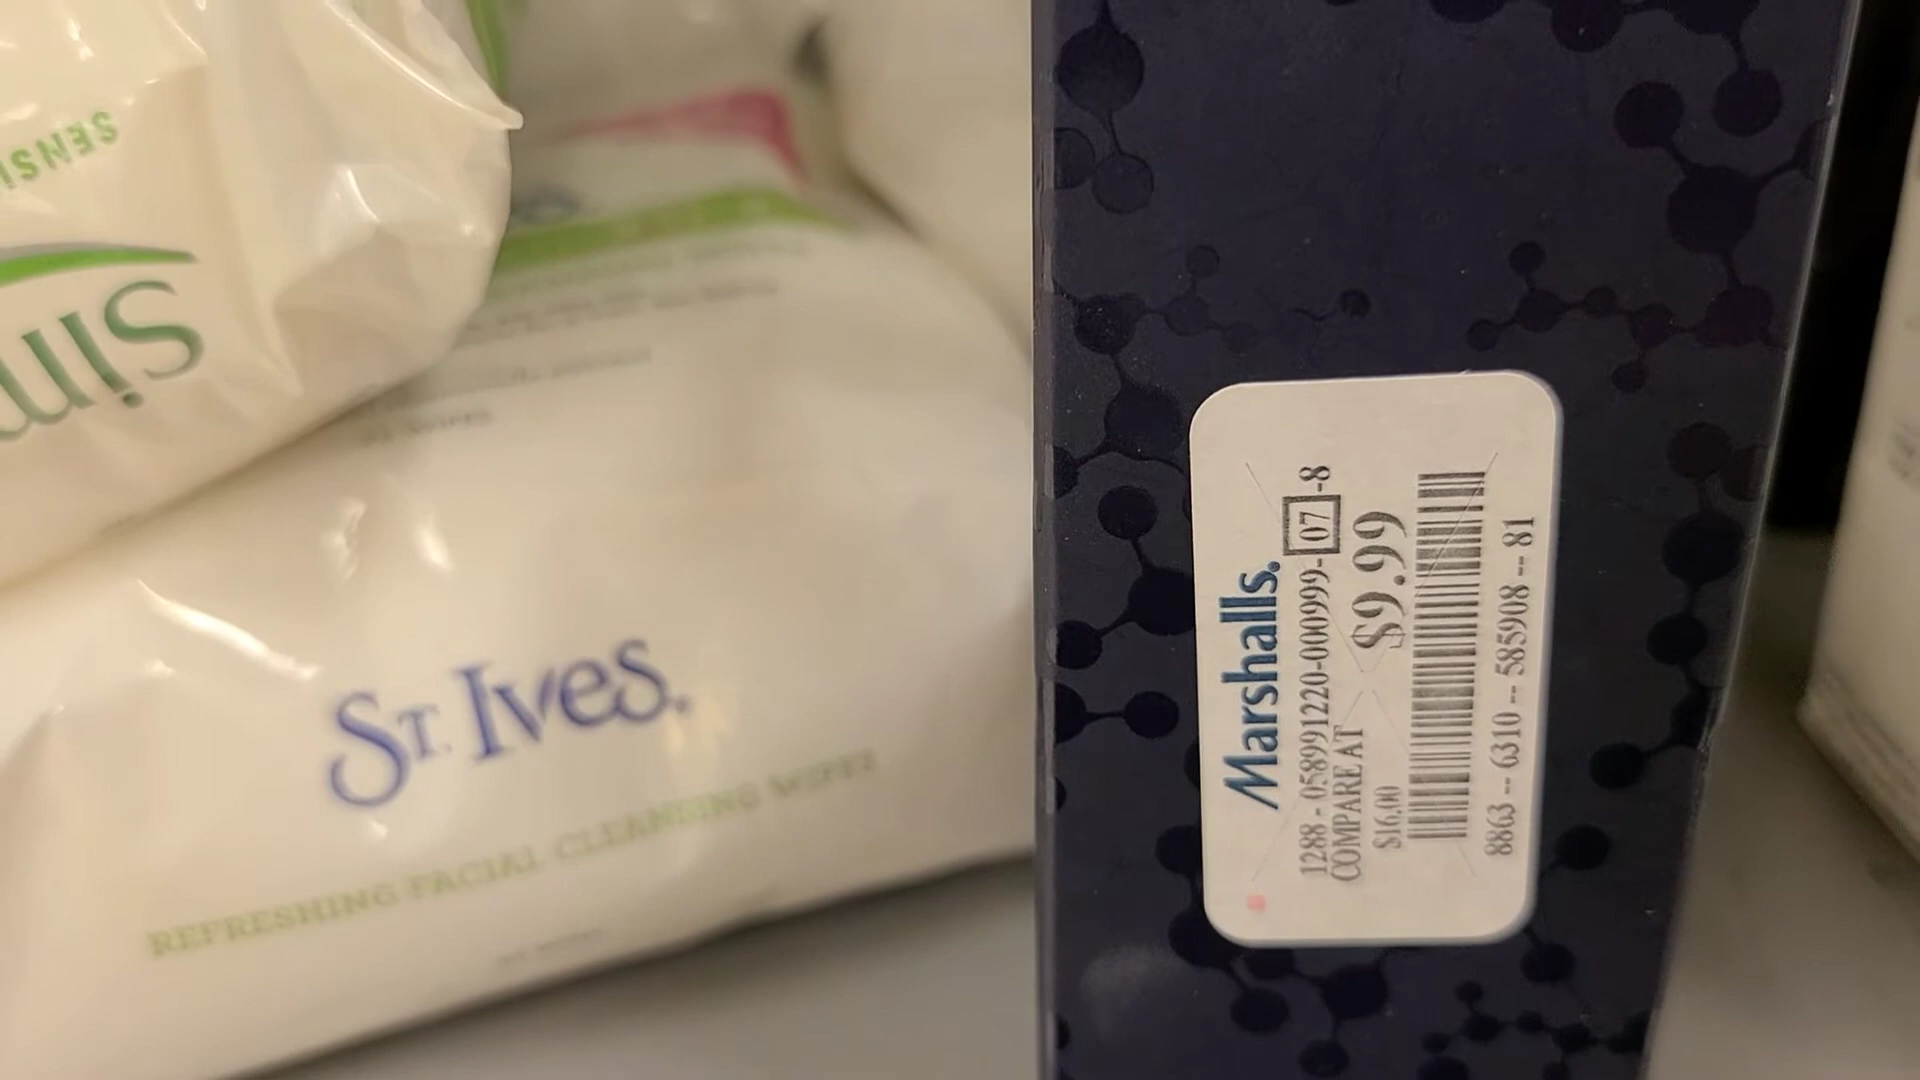 SENSI
Sim
ST. Ives.
REFRESHING FACIAL CLEANSING WIPES
Marshalls.
1288 - 058991220-000999-07-8
COMPARE AT
$16.00
$9.99
8863 -- 6310 -- 585908 -- 81